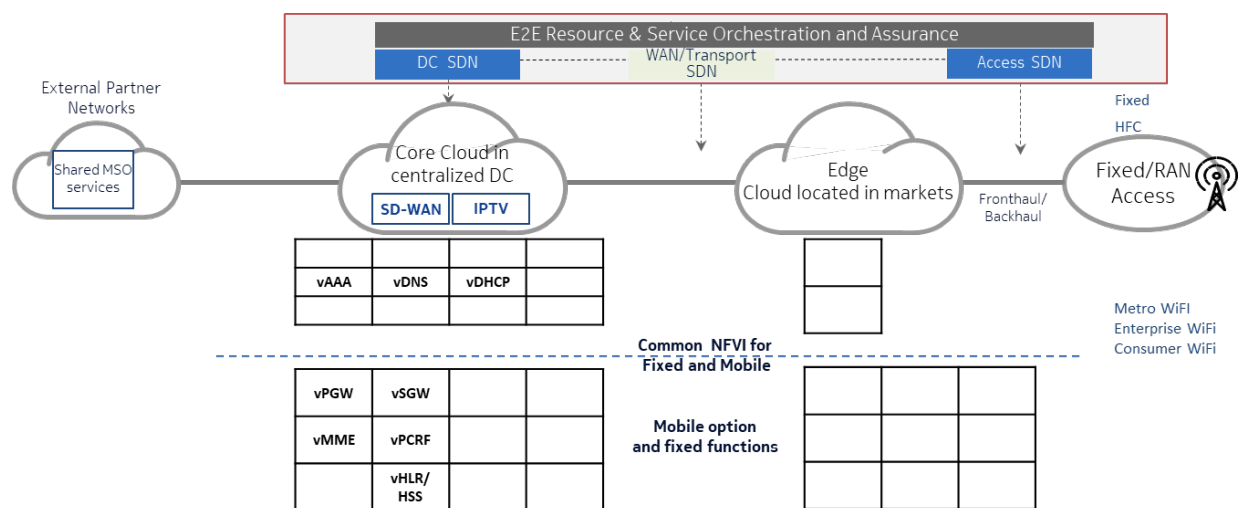 E2E Resource & Service Orchestration and Assurance
DC SDN
WAN/Transport
SDN
Access SDN
External Partner
Networks
Shared MSO
services
Core Cloud in
centralized DC
SD-WAN
IPTV
Edge
Cloud located in markets
Fronthaul/
Backhaul
Fixed
HFC
Fixed/RAN
Access
vAAA
vDNS
vDHCP
Metro WiFI
Enterprise WiFi
Consumer WiFi
Common NFVI for
Fixed and Mobile
vPGW
vSGW
vMME
vPCRF
vHLR/
HSS
Mobile option
and fixed functions